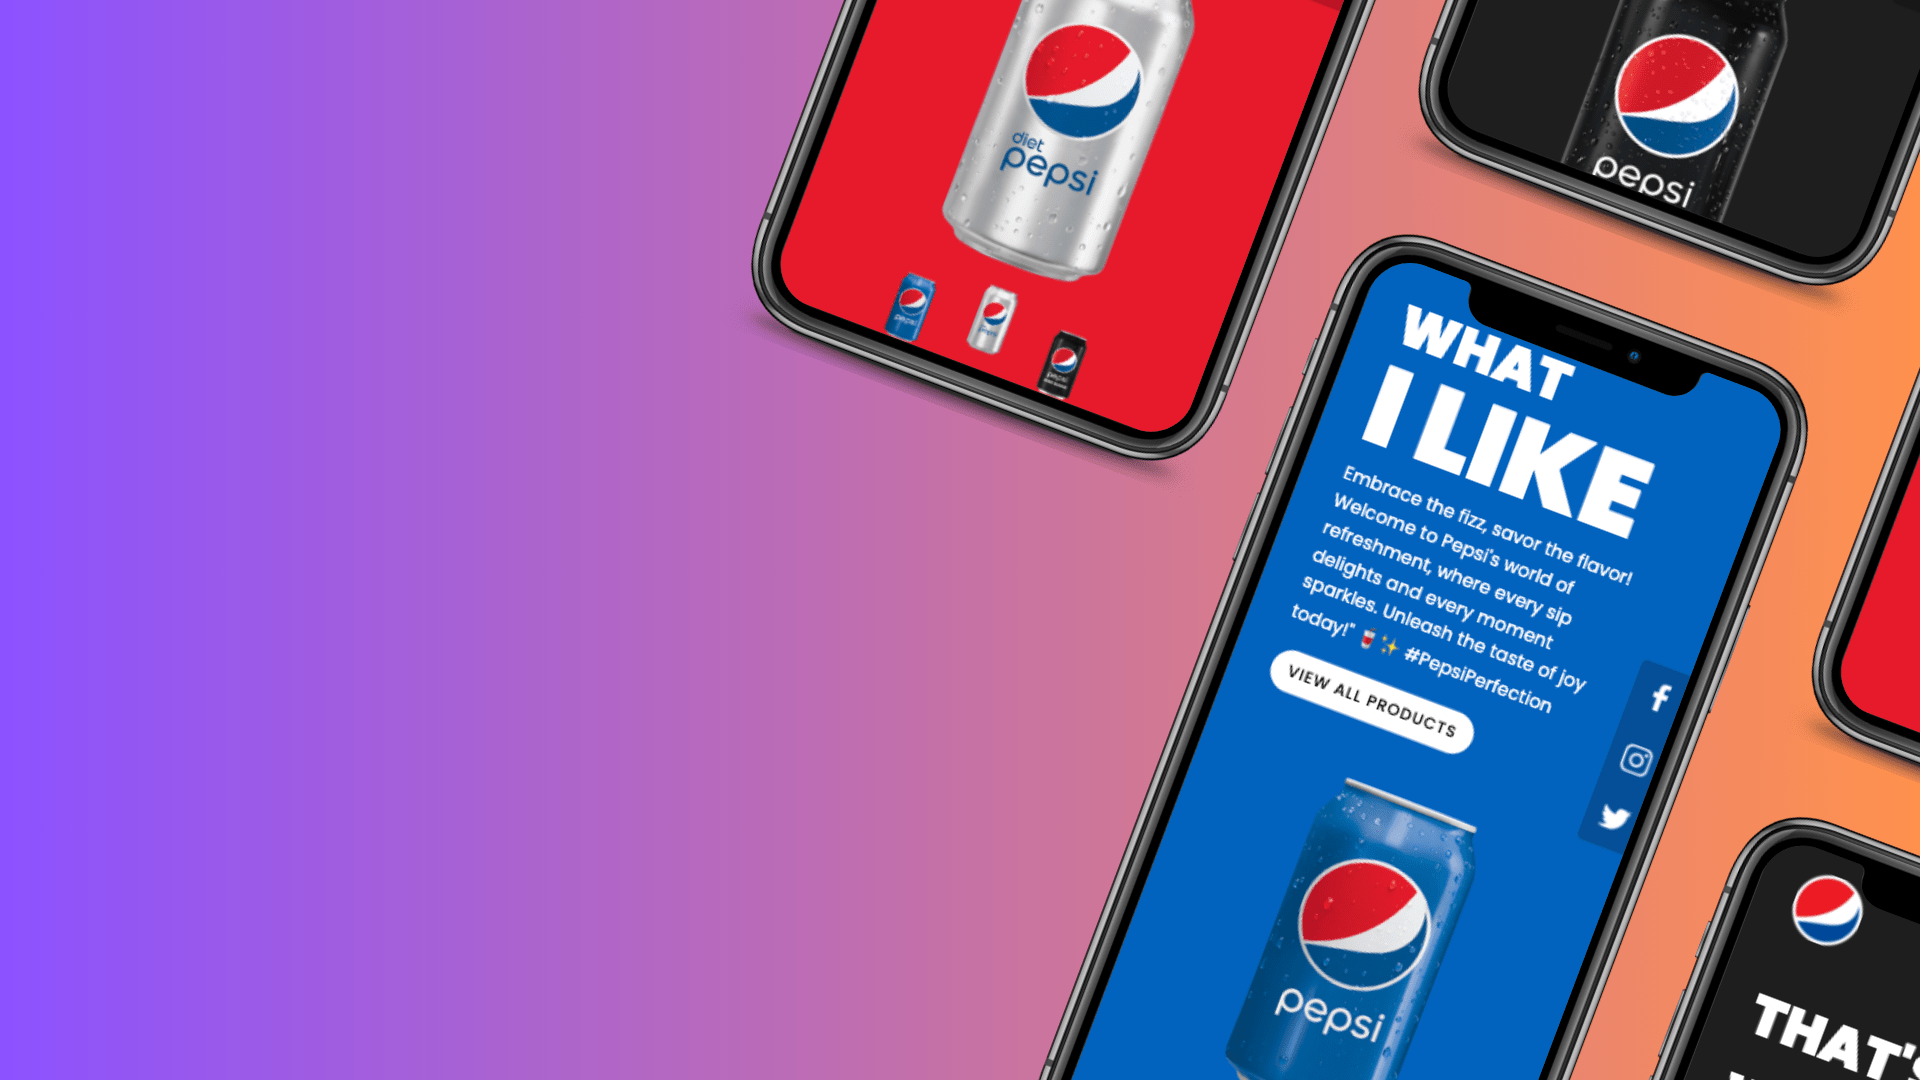 diet
pepsi
pepsi
WHAT
I LIKE
Embrace the fizz, savor the flavor!
Welcome to Pepsi's world of
refreshment, where every sip
delights and every moment
sparkles. Unleash the taste of joy
today!" 🥤✨ #PepsiPerfection
VIEW ALL PRODUCTS
pepsi
THAT'S